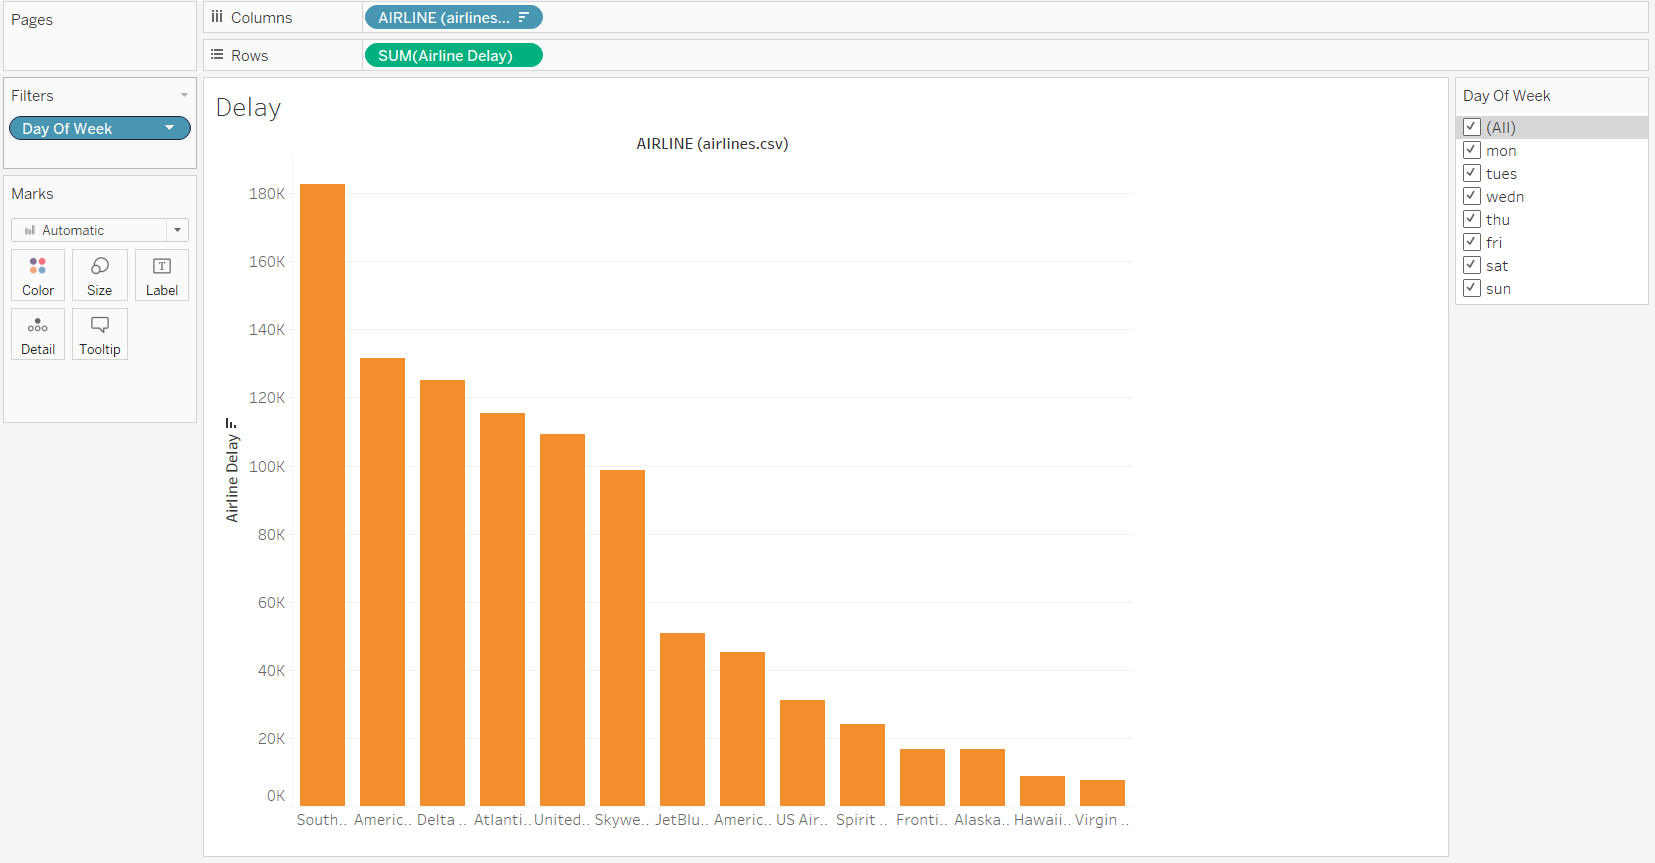 Pages
Columns
AIRLINE (airlines...
Rows
SUM(Airline Delay)
Filters
Day Of Week
Marks
Automatic
Color
Size
T
Label
Detail
Tooltip
Delay
AIRLINE (airlines.csv)
Airline Delay
180K
160K
140K
120K
100K
80K
60K
40K
20K
0K
South.. Americ.. Delta .. Atlanti.. United.. Skywe.. JetBlu.. Americ.. US Air.. Spirit .. Fronti.. Alaska.. Hawaii.. Virgin ..
Day Of Week
(All)
mon
tues
wedn
thu
fri
sat
sun